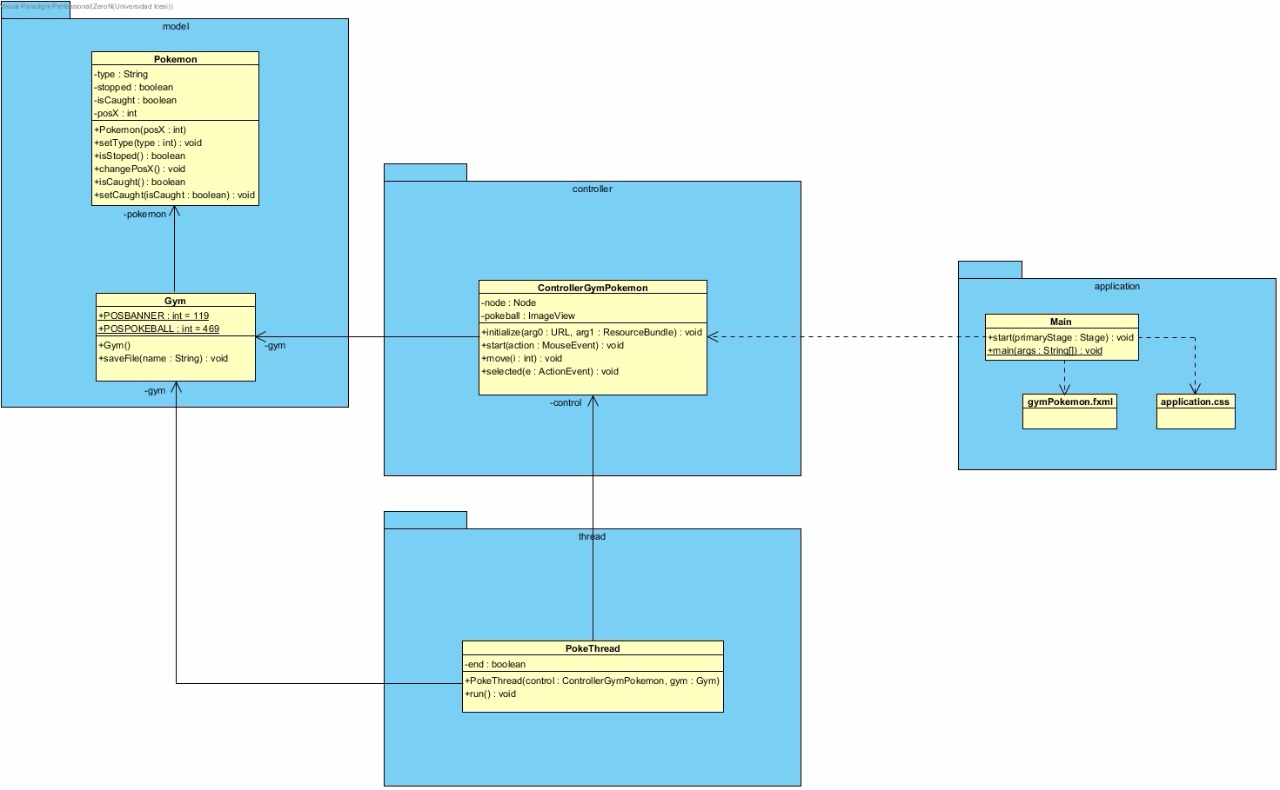 Visual Paradigm Professional(ZeroN(Universidad Icesi))
model
Pokemon
-type : String
-stopped : boolean
-isCaught : boolean
-posX : int
+Pokemon(posX : int)
+setType(type : int) : void
+isStoped() : boolean
+changePosX() : void
+isCaught() : boolean
+setCaught(isCaught : boolean) : void
-pokemon
Gym
+POSBANNER : int = 119
+POSPOKEBALL : int = 469
+Gym()
+saveFile(name : String) : void
-gym
-gym
controller
ControllerGymPokemon
-node : Node
-pokeball : ImageView
+initialize(arg0 : URL, arg1 : ResourceBundle) : void
+start(action : MouseEvent) : void
+move(i : int) : void
+selected(e : ActionEvent) : void
-control
application
Main
+start(primaryStage : Stage) : void
+main(args : String[]) : void
gymPokemon.fxml
application.css
thread
PokeThread
-end : boolean
+PokeThread(control : ControllerGymPokemon, gym : Gym)
+run() : void